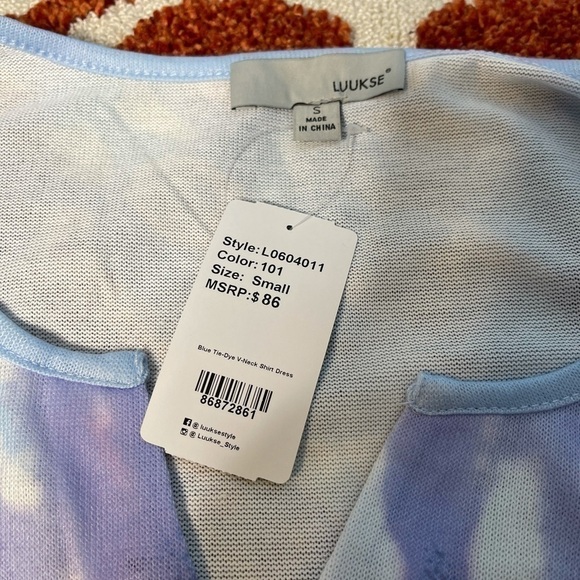 LUUKSE®
S
MADE
IN CHINA
Style: L0604011
Color: 101
Size: Small
MSRP:$ 86
Blue Tie-Dye V-Neck Shirt Dress
86872861
@ luuksestyle
@ Luukse_Style